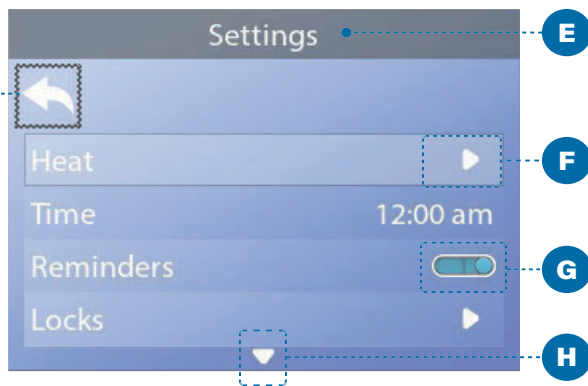 Settings
E
Heat
F
Time 12:00 am
Reminders
G
Locks
H